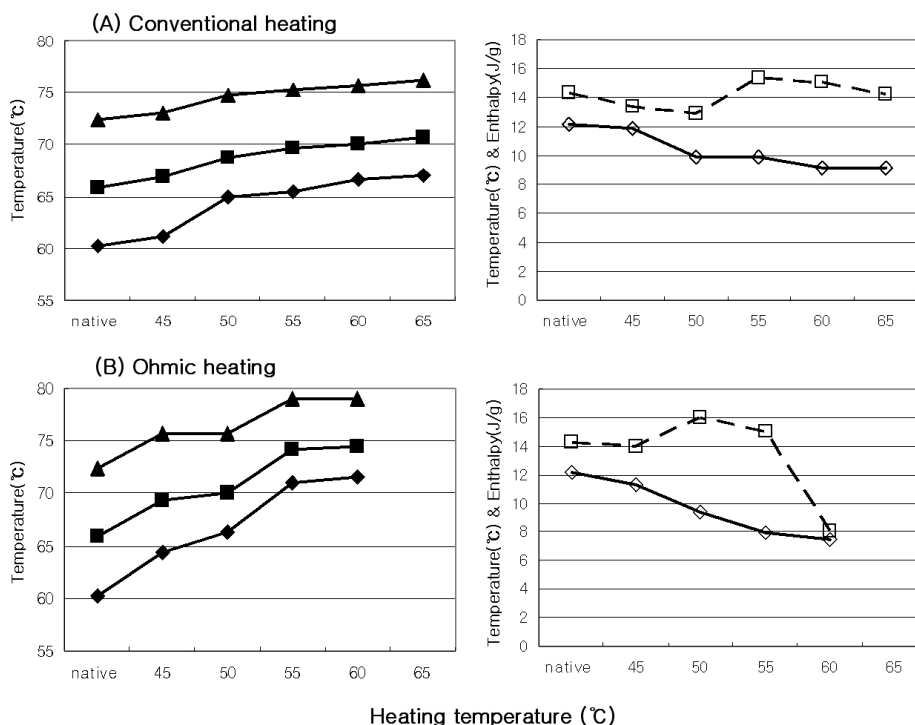 (A) Conventional heating
80
75
70
65
60
55
Temperature(℃)
native 45 50 55 60 65
18
16
14
12
10
8
6
4
2
0
Temperature(℃) & Enthalpy(J/g)
native 45 50 55 60 65
(B) Ohmic heating
80
75
70
65
60
55
Temperature(℃)
native 45 50 55 60 65
18
16
14
12
10
8
6
4
2
0
Temperature(℃) & Enthalpy(J/g)
native 45 50 55 60 65
Heating temperature (℃)